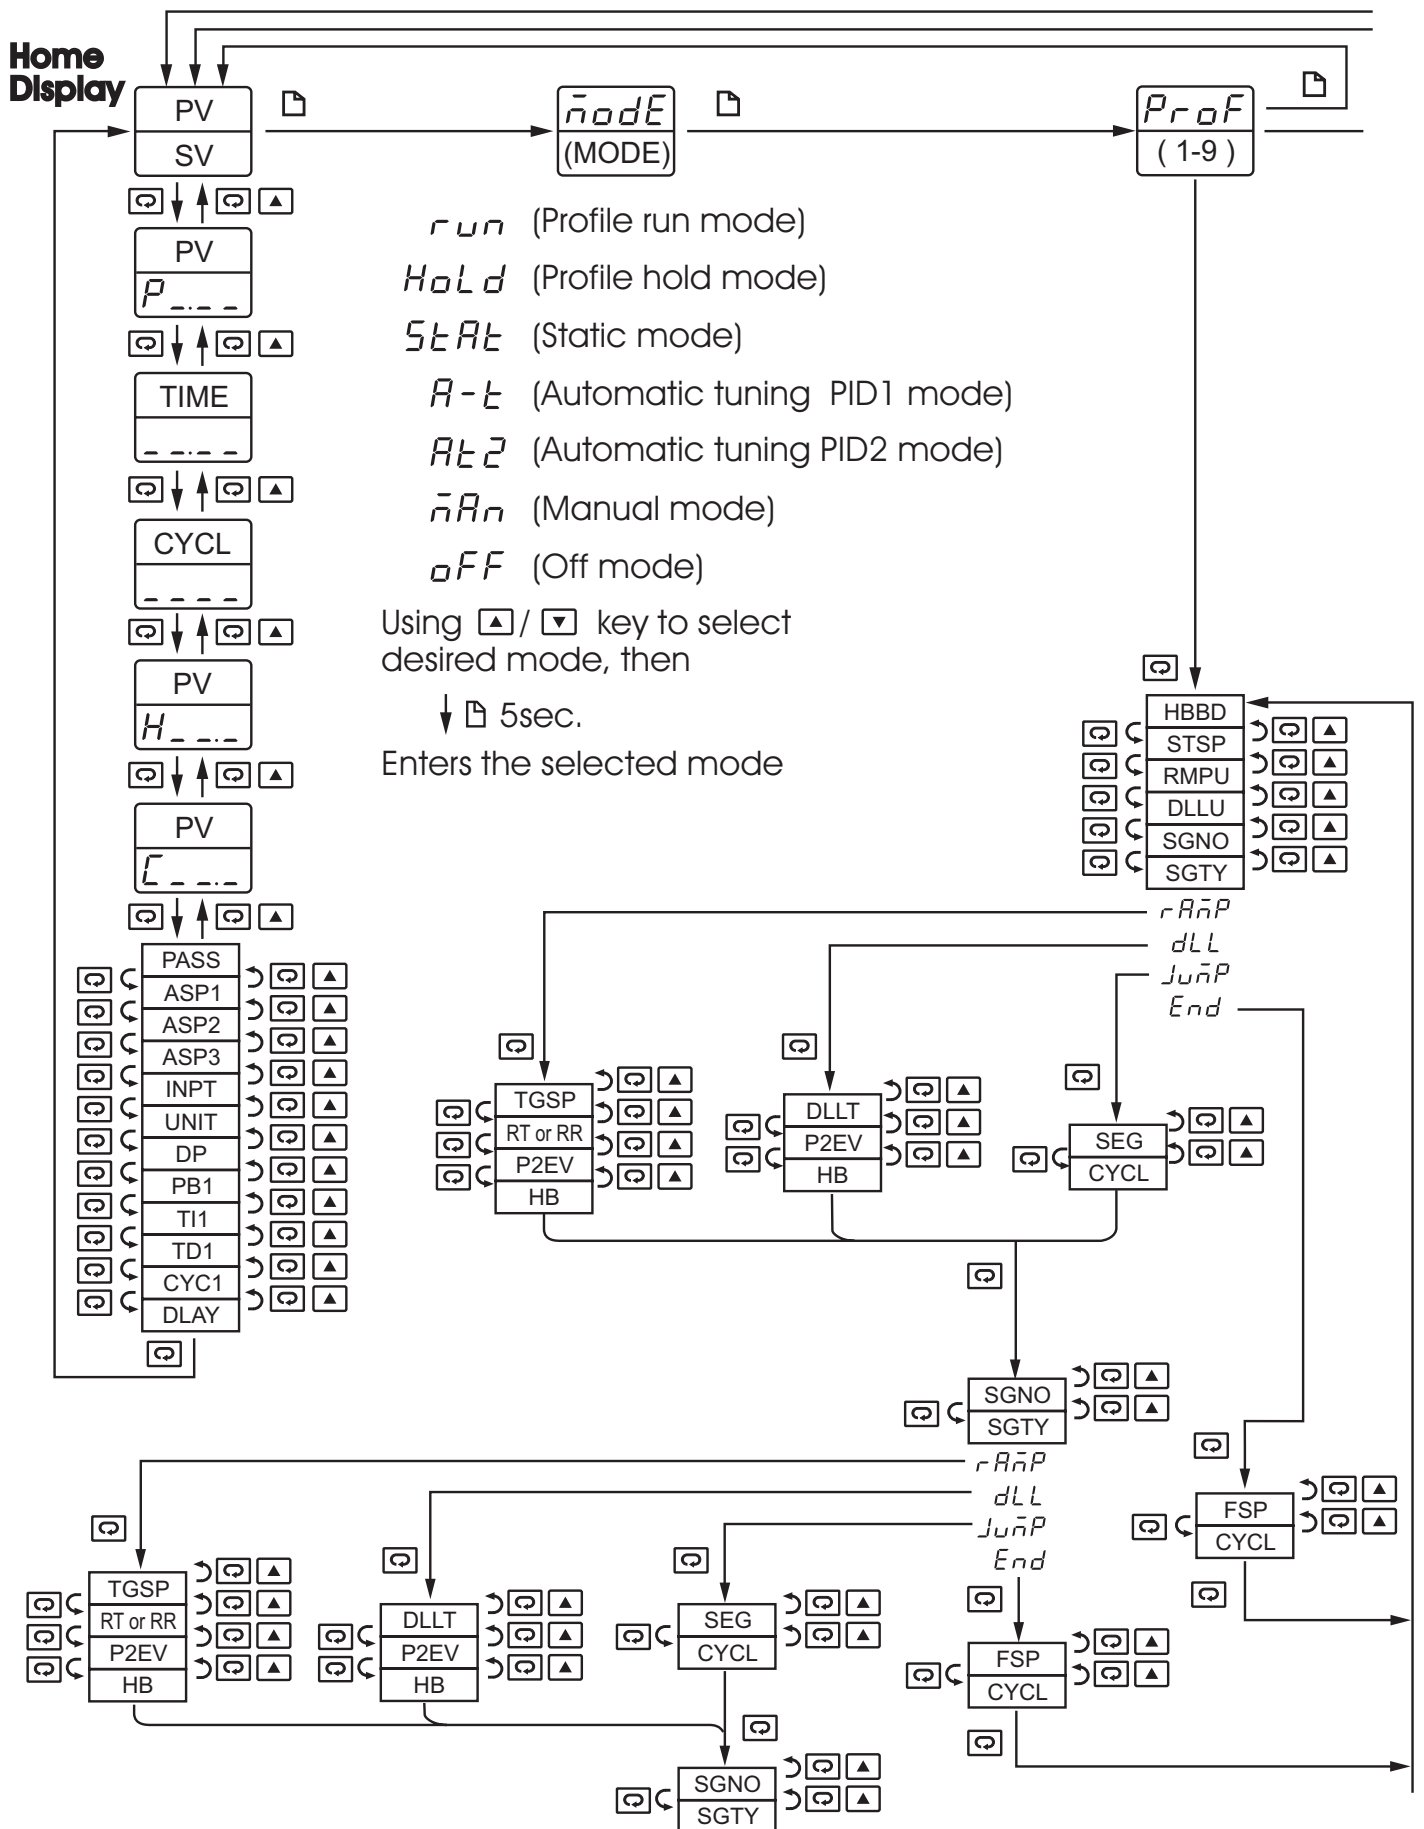 Home
Display
PV
SV
PV
P_._ _
TIME
_ _._ _
CYCL
_ _ _ _
PV
H_ _._
PV
C_ _._
PASS
ASP1
ASP2
ASP3
INPT
UNIT
DP
PB1
TI1
TD1
CYC1
DLAY
modE
(MODE)
run (Profile run mode)
HoLd (Profile hold mode)
StAt (Static mode)
A-t (Automatic tuning PID1 mode)
At2 (Automatic tuning PID2 mode)
mAn (Manual mode)
oFF (Off mode)
Using ▲/▼ key to select
desired mode, then
5sec.
Enters the selected mode
ProF
( 1-9 )
HBBD
STSP
RMPU
DLLU
SGNO
SGTY
rAmP
dLL
JumP
End
TGSP
RT or RR
P2EV
HB
DLLT
P2EV
HB
SEG
CYCL
SGNO
SGTY
rAmP
dLL
JumP
End
FSP
CYCL
TGSP
RT or RR
P2EV
HB
DLLT
P2EV
HB
SEG
CYCL
FSP
CYCL
SGNO
SGTY